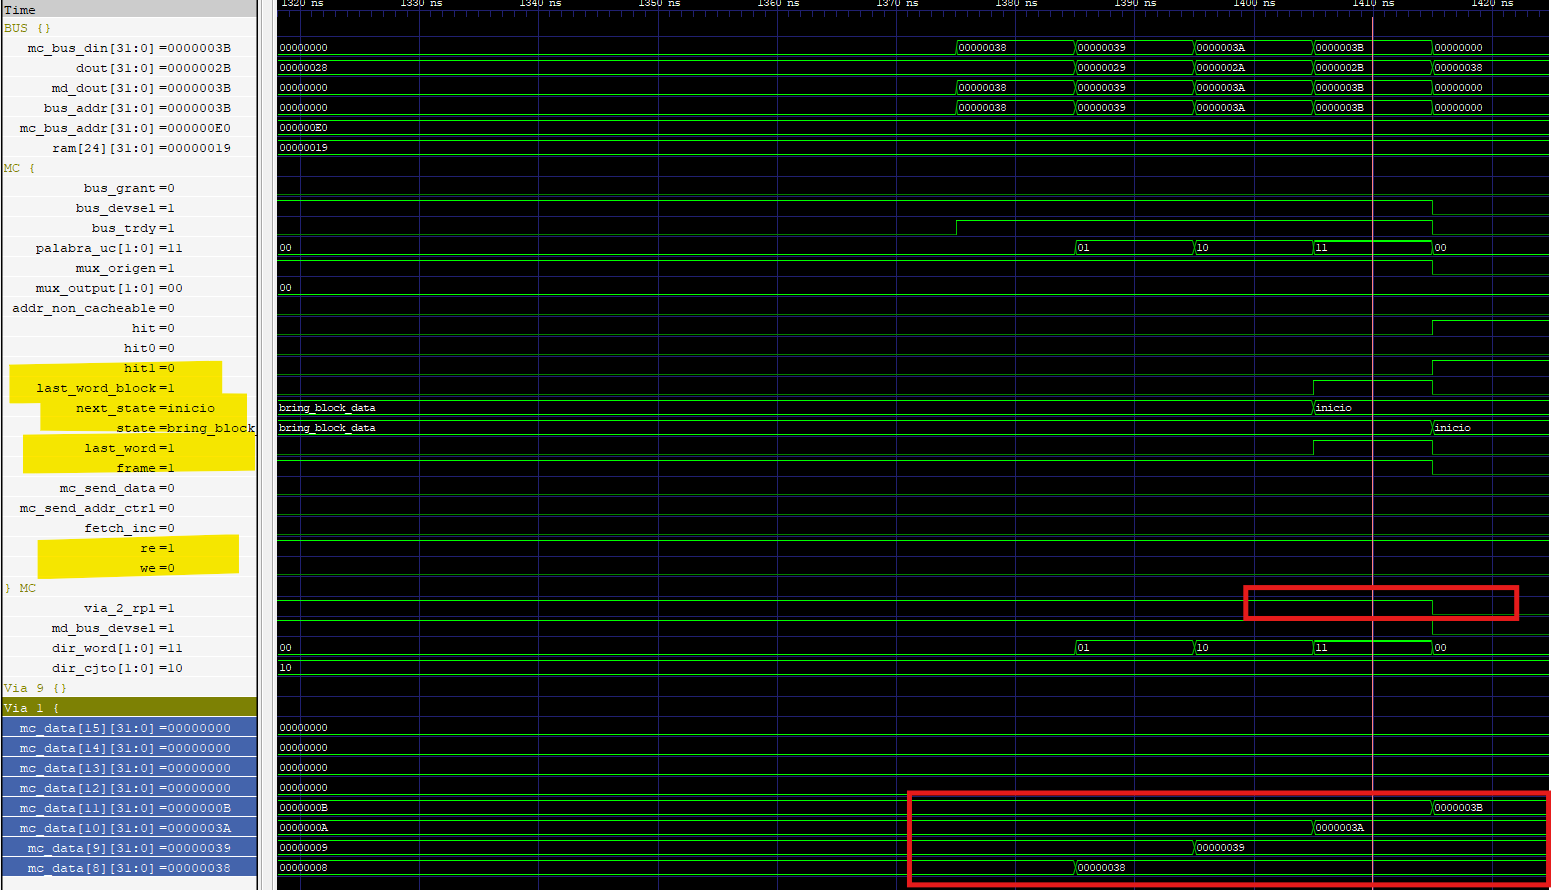 Time
1320 ns 1330 ns 1340 ns 1350 ns 1360 ns 1370 ns 1380 ns 1390 ns 1400 ns 1410 ns 1420 ns
BUS {}
mc_bus_din[31:0] =0000003B 00000000 00000038 00000039 0000003A 0000003B 00000000
dout[31:0] =0000002B 00000028 00000029 0000002A 0000002B 00000038
md_dout[31:0] =0000003B 00000000 00000038 00000039 0000003A 0000003B 00000000
bus_addr[31:0] =0000003B 00000000 00000038 00000039 0000003A 0000003B 00000000
mc_bus_addr[31:0] =000000E0 000000E0
ram[24][31:0] =00000019 00000019
MC {
bus_grant =0
bus_devsel =1
bus_trdy =1
palabra_uc[1:0] =11 00 01 10 11 00
mux_origen =1
mux_output[1:0] =00 00
addr_non_cacheable =0
hit =0
hit0 =0
hit1 =0
last_word_block =1
next_state =inicio bring_block_data inicio
state =bring_block_ bring_block_data inicio
last_word =1
frame =1
mc_send_data =0
mc_send_addr_ctrl =0
fetch_inc =0
re =1
we =0
} MC
via_2_rpl =1
md_bus_devsel =1
dir_word[1:0] =11 00 01 10 11 00
dir_cjto[1:0] =10 10
Via 9 {}
Via 1 {
mc_data[15][31:0] =00000000 00000000
mc_data[14][31:0] =00000000 00000000
mc_data[13][31:0] =00000000 00000000
mc_data[12][31:0] =00000000 00000000
mc_data[11][31:0] =0000000B 0000000B 0000003B
mc_data[10][31:0] =0000003A 0000000A 0000003A
mc_data[9][31:0] =00000039 00000009 00000039
mc_data[8][31:0] =00000038 00000008 00000038